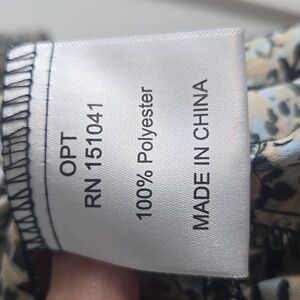 OPT
RN 151041
100% Polyester
MADE IN CHINA